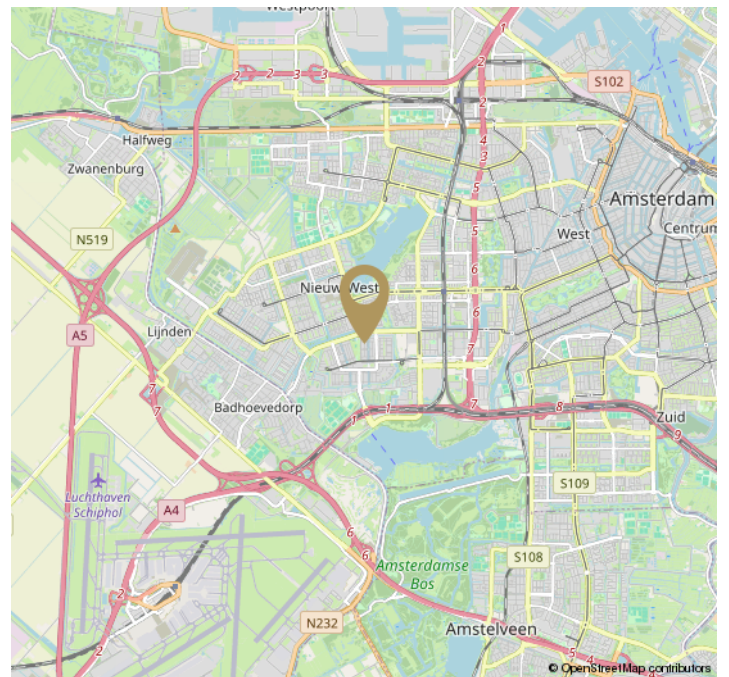 Westpoort
1
2
2 2 3 3
S102
2
Halfweg
4
3
Zwanenburg
5
Amsterdam
Centrum
West
5
N519
6
Nieuw-West
6
A5
Lijnden
7
7
7
Badhoevedorp
1 1
7
8
Zuid
9
Luchthaven
Schiphol
S109
A4
6
6
S108
Amsterdamse
Bos
2
N232
Amstelveen
2
5
4
© OpenStreetMap contributors